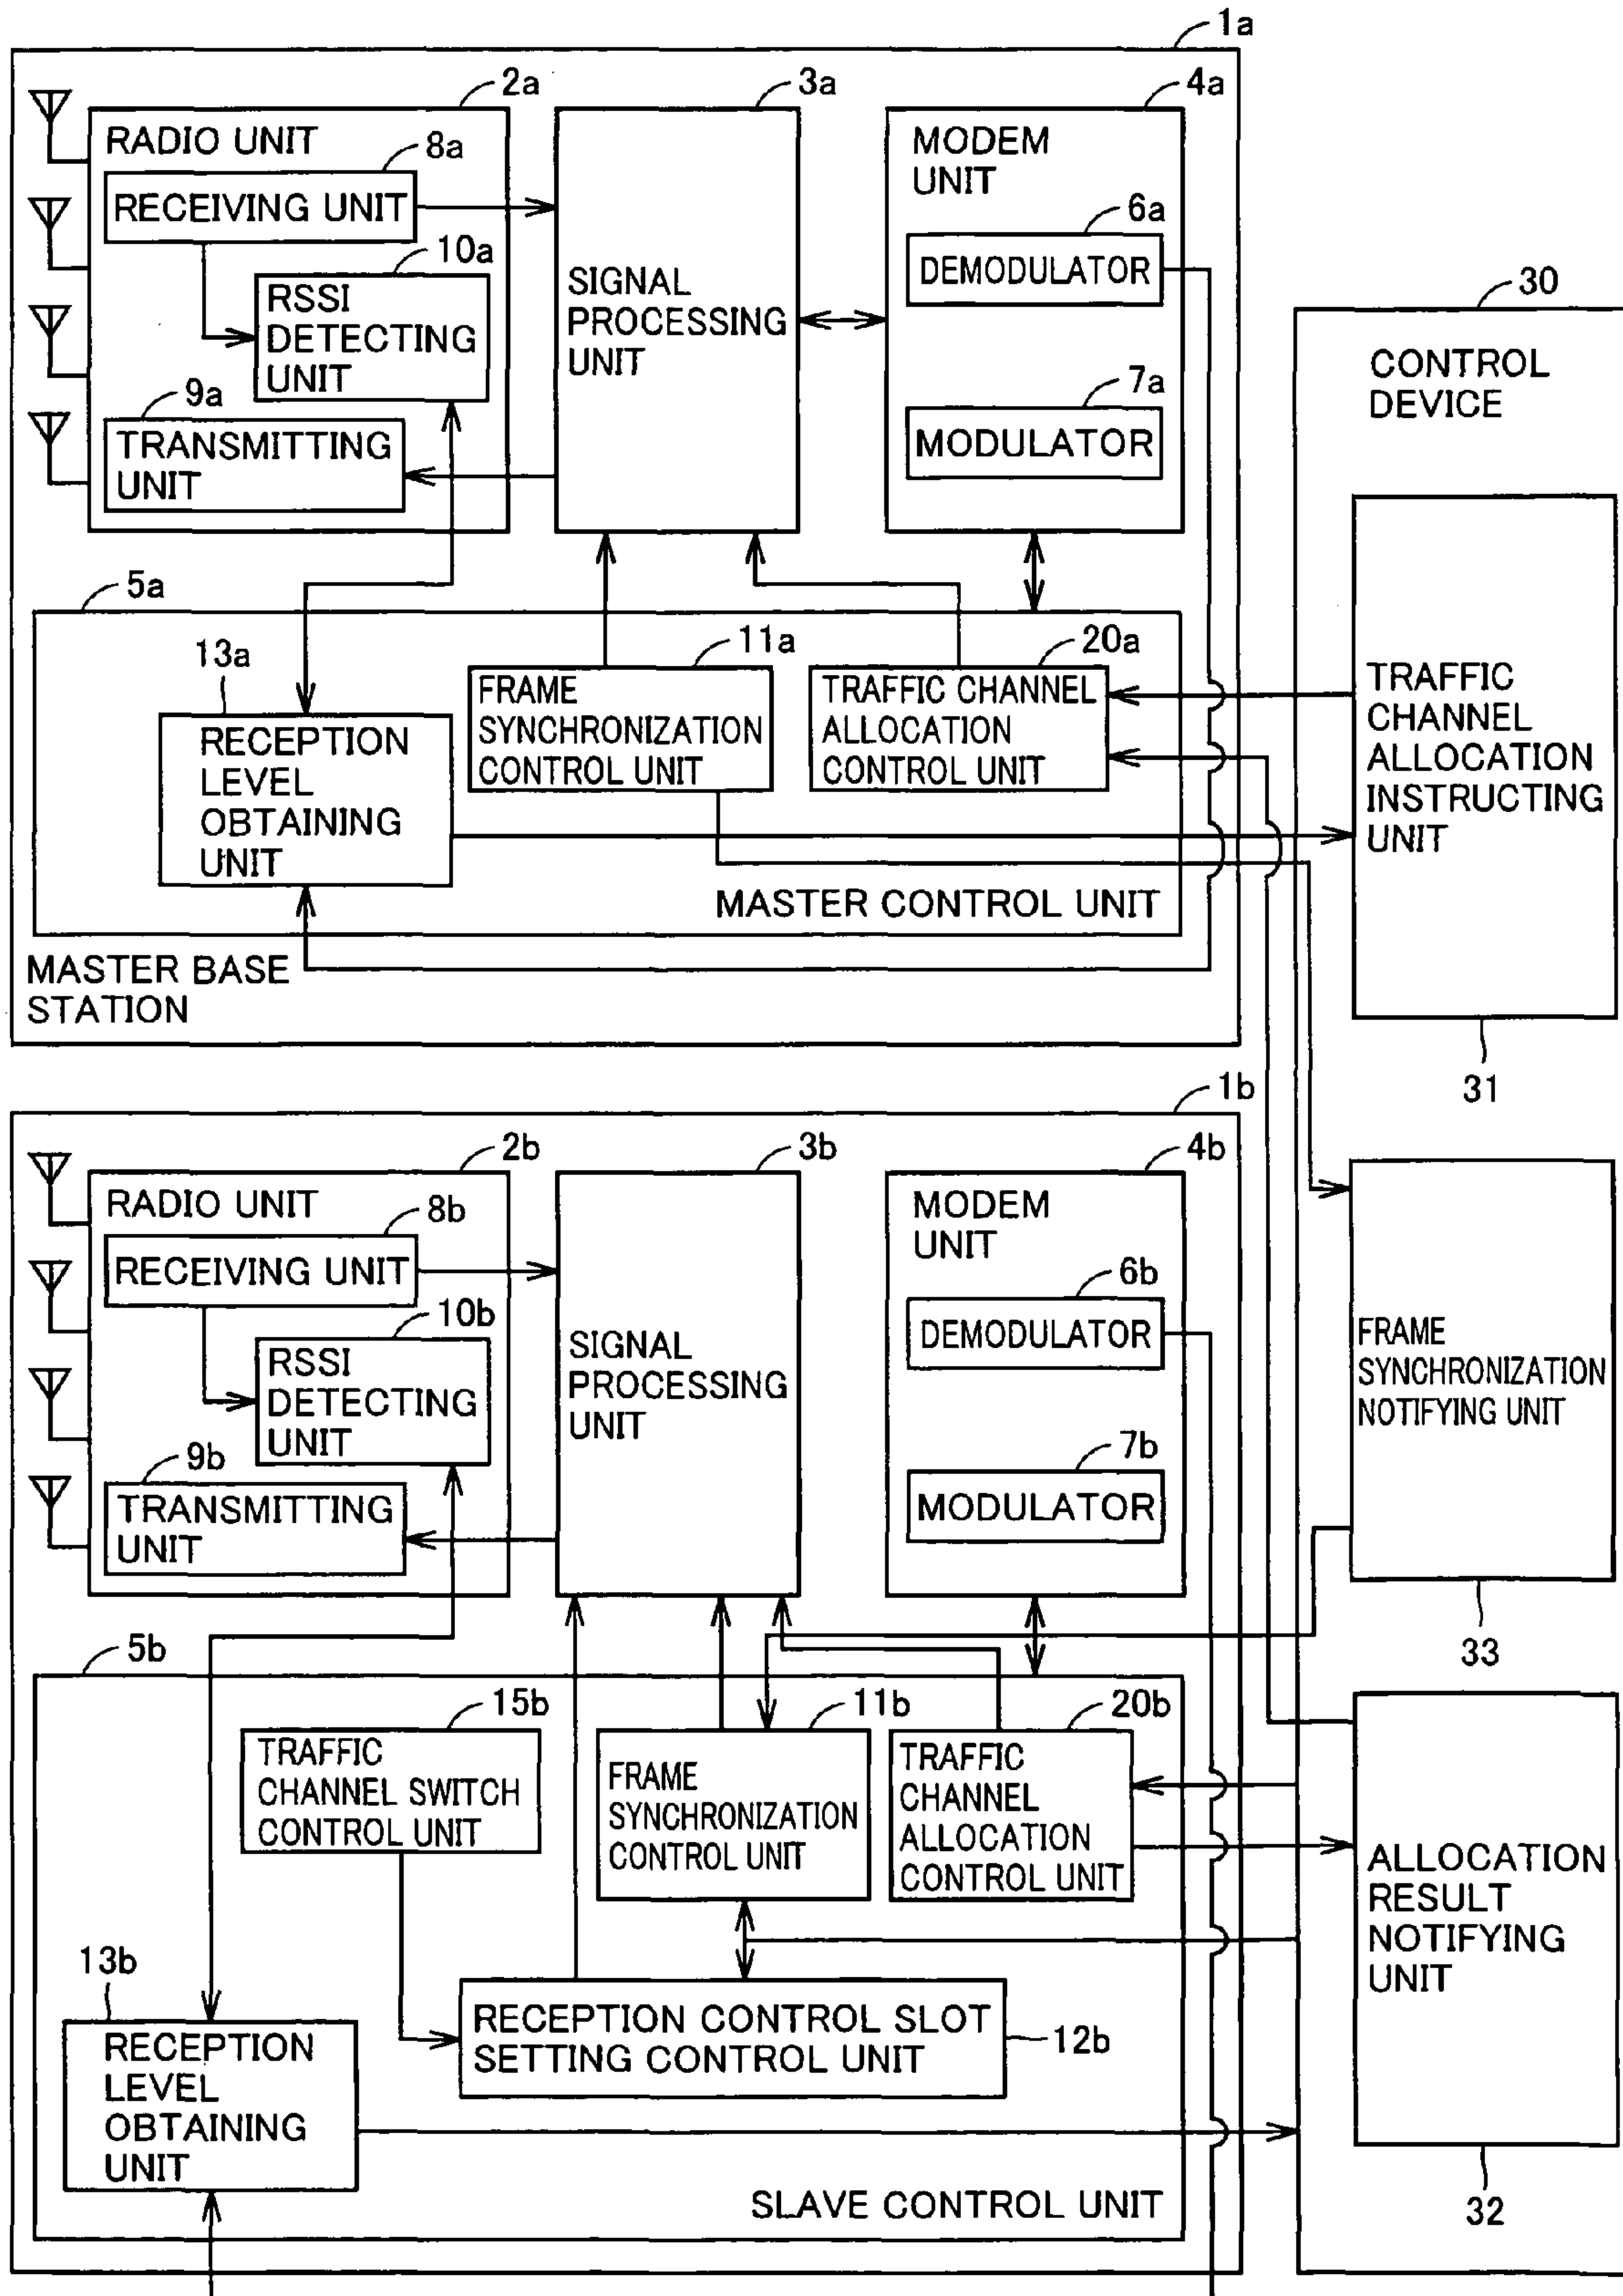 1a
2a
3a
4a
RADIO UNIT
8a
RECEIVING UNIT
10a
RSSI
DETECTING
UNIT
9a
TRANSMITTING
UNIT
SIGNAL
PROCESSING
UNIT
MODEM
UNIT
6a
DEMODULATOR
7a
MODULATOR
30
CONTROL
DEVICE
5a
13a
RECEPTION
LEVEL
OBTAINING
UNIT
11a
FRAME
SYNCHRONIZATION
CONTROL UNIT
20a
TRAFFIC CHANNEL
ALLOCATION
CONTROL UNIT
MASTER CONTROL UNIT
MASTER BASE
STATION
TRAFFIC
CHANNEL
ALLOCATION
INSTRUCTING
UNIT
31
1b
2b
3b
4b
RADIO UNIT
8b
RECEIVING UNIT
10b
RSSI
DETECTING
UNIT
9b
TRANSMITTING
UNIT
SIGNAL
PROCESSING
UNIT
MODEM
UNIT
6b
DEMODULATOR
7b
MODULATOR
FRAME
SYNCHRONIZATION
NOTIFYING UNIT
33
5b
15b
TRAFFIC
CHANNEL SWITCH
CONTROL UNIT
11b
FRAME
SYNCHRONIZATION
CONTROL UNIT
20b
TRAFFIC
CHANNEL
ALLOCATION
CONTROL UNIT
13b
RECEPTION
LEVEL
OBTAINING
UNIT
RECEPTION CONTROL SLOT
SETTING CONTROL UNIT
12b
SLAVE CONTROL UNIT
ALLOCATION
RESULT
NOTIFYING
UNIT
32